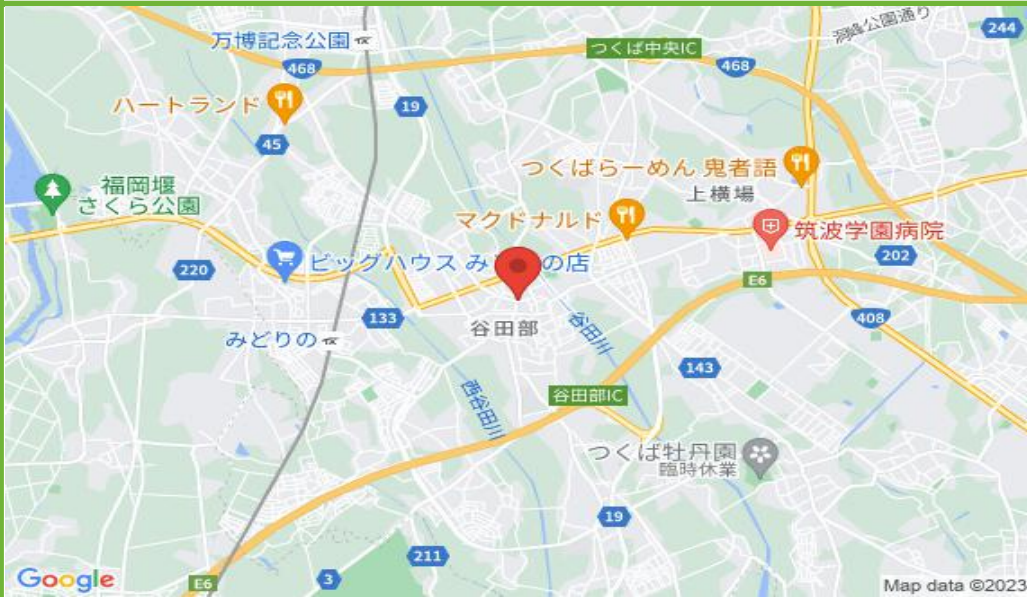 洞峰公園通り
244
万博記念公園
つくば中央IC
468
468
ハートランド
19
45
つくばらーめん 鬼者語
上横場
福岡堰
さくら公園
マクドナルド
筑波学園病院
220
ビッグハウス み
の店
202
E6
133
谷田部
谷田川
408
みどりの
143
西谷田川
谷田部IC
つくば牡丹園
臨時休業
19
211
Google
E6
3
Map data ©2023